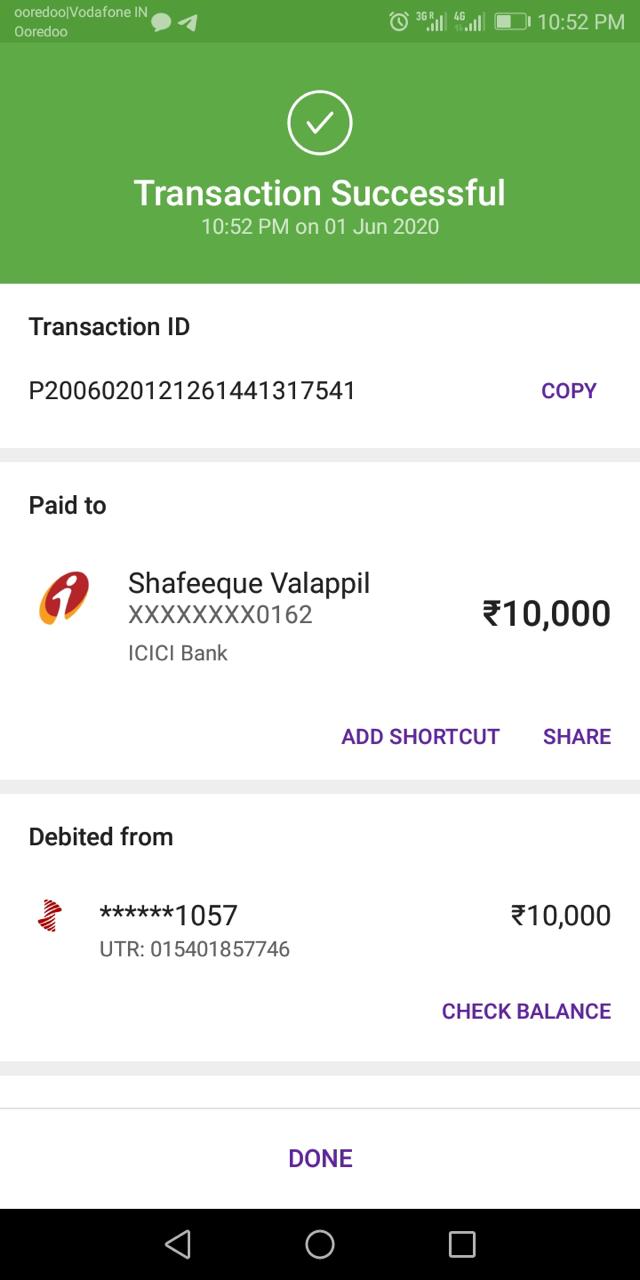 ooredoo|Vodafone IN
Ooredoo
3G R 4G 10:52 PM
Transaction Successful
10:52 PM on 01 Jun 2020
Transaction ID
P2006020121261441317541 COPY
Paid to
Shafeeque Valappil
XXXXXXXX0162
₹10,000
ICICI Bank
ADD SHORTCUT SHARE
Debited from
******1057 ₹10,000
UTR: 015401857746
CHECK BALANCE
DONE